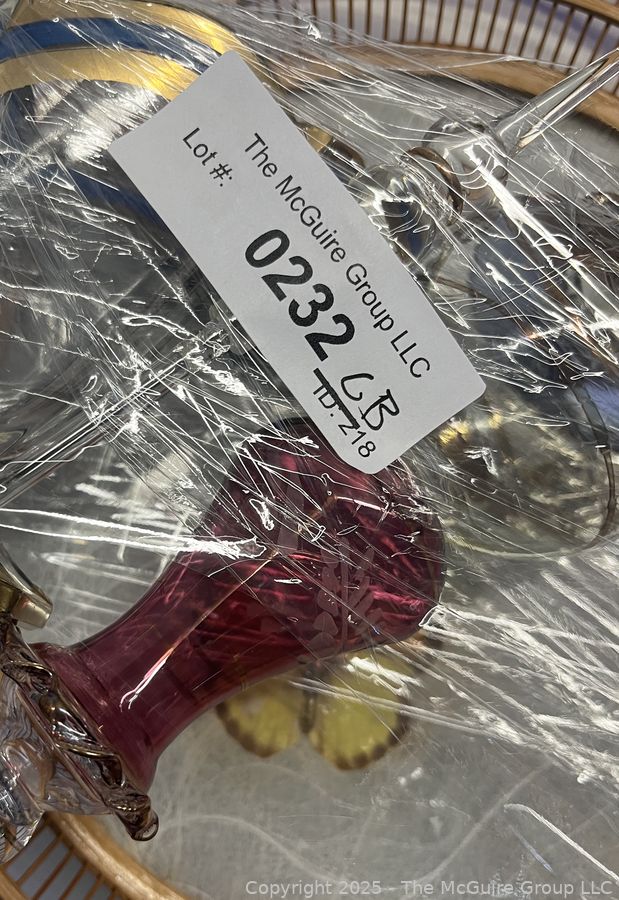 The McGuire Group LLC
Lot #:
0232
CB
ID: 218
Copyright 2025 - The McGuire Group LLC